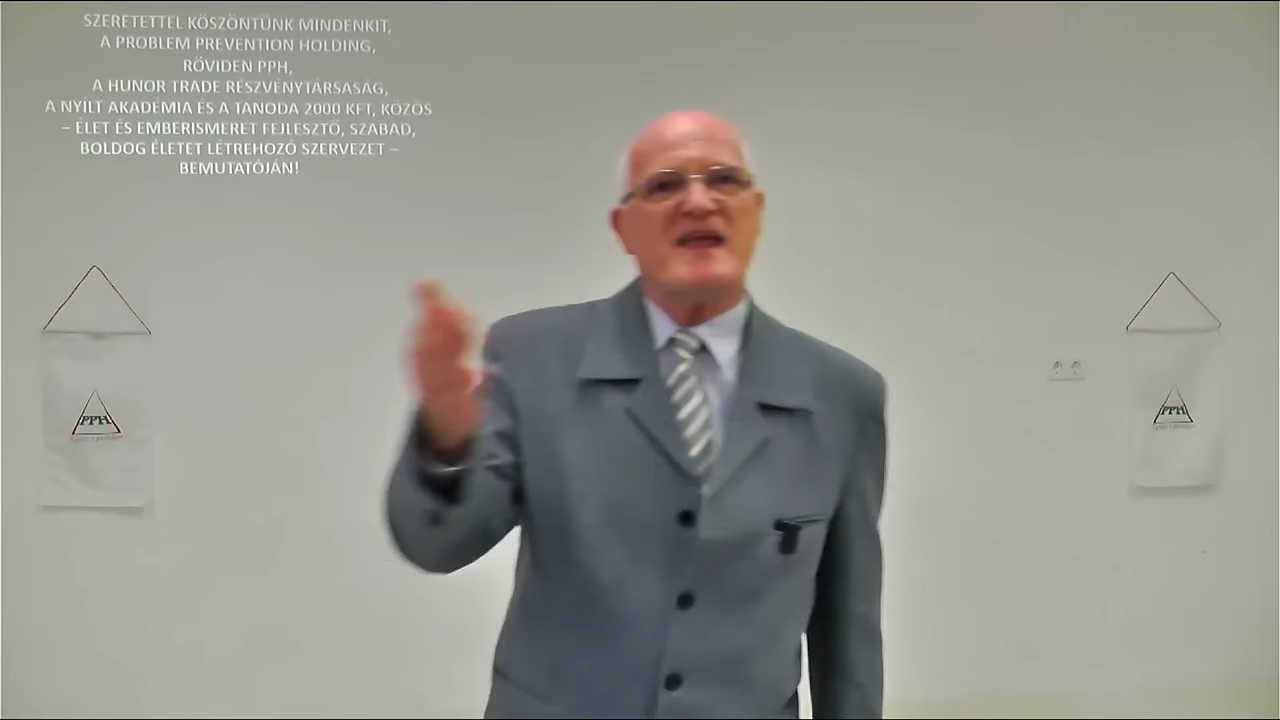 SZERETETTEL KÖSZÖNTÜNK MINDENKIT,
A PROBLEM PREVENTION HOLDING,
RÖVIDEN PPH,
A HUNOR TRADE RÉSZVÉNYTÁRSASÁG,
A NYÍLT AKADÉMIA ÉS A TANODA 2000 KFT, KÖZÖS
– ÉLET ÉS EMBERISMERET FEJLESZTŐ, SZABAD,
BOLDOG ÉLETET LÉTREHOZÓ SZERVEZET –
BEMUTATÓJÁN!
PPH
PPH